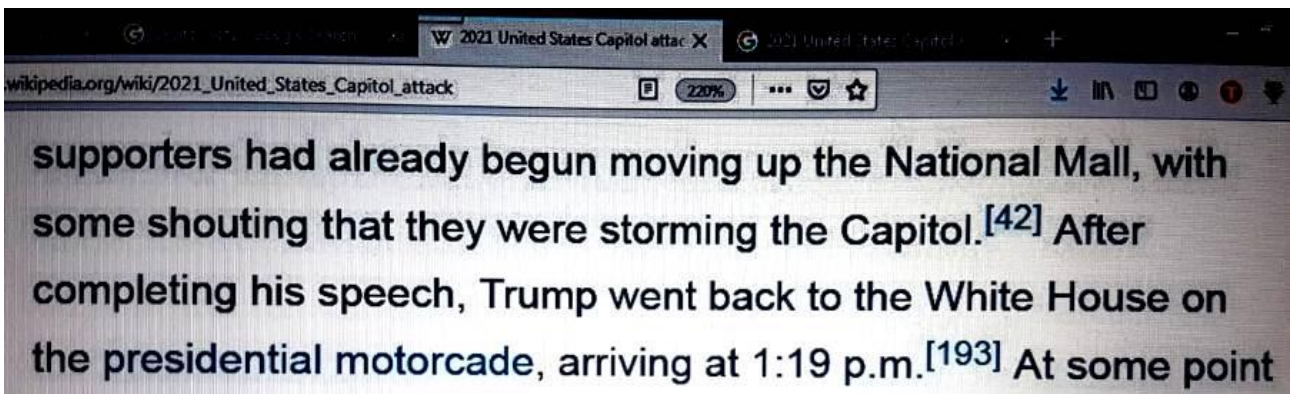 W 2021 United States Capitol attac X
.wikipedia.org/wiki/2021_United_States_Capitol_attack 220%
supporters had already begun moving up the National Mall, with
some shouting that they were storming the Capitol.[42] After
completing his speech, Trump went back to the White House on
the presidential motorcade, arriving at 1:19 p.m.[193] At some point